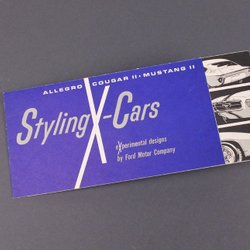 ALLEGRO · COUGAR II · MUSTANG II
Styling X-Cars
eXperimental designs
by Ford Motor Company